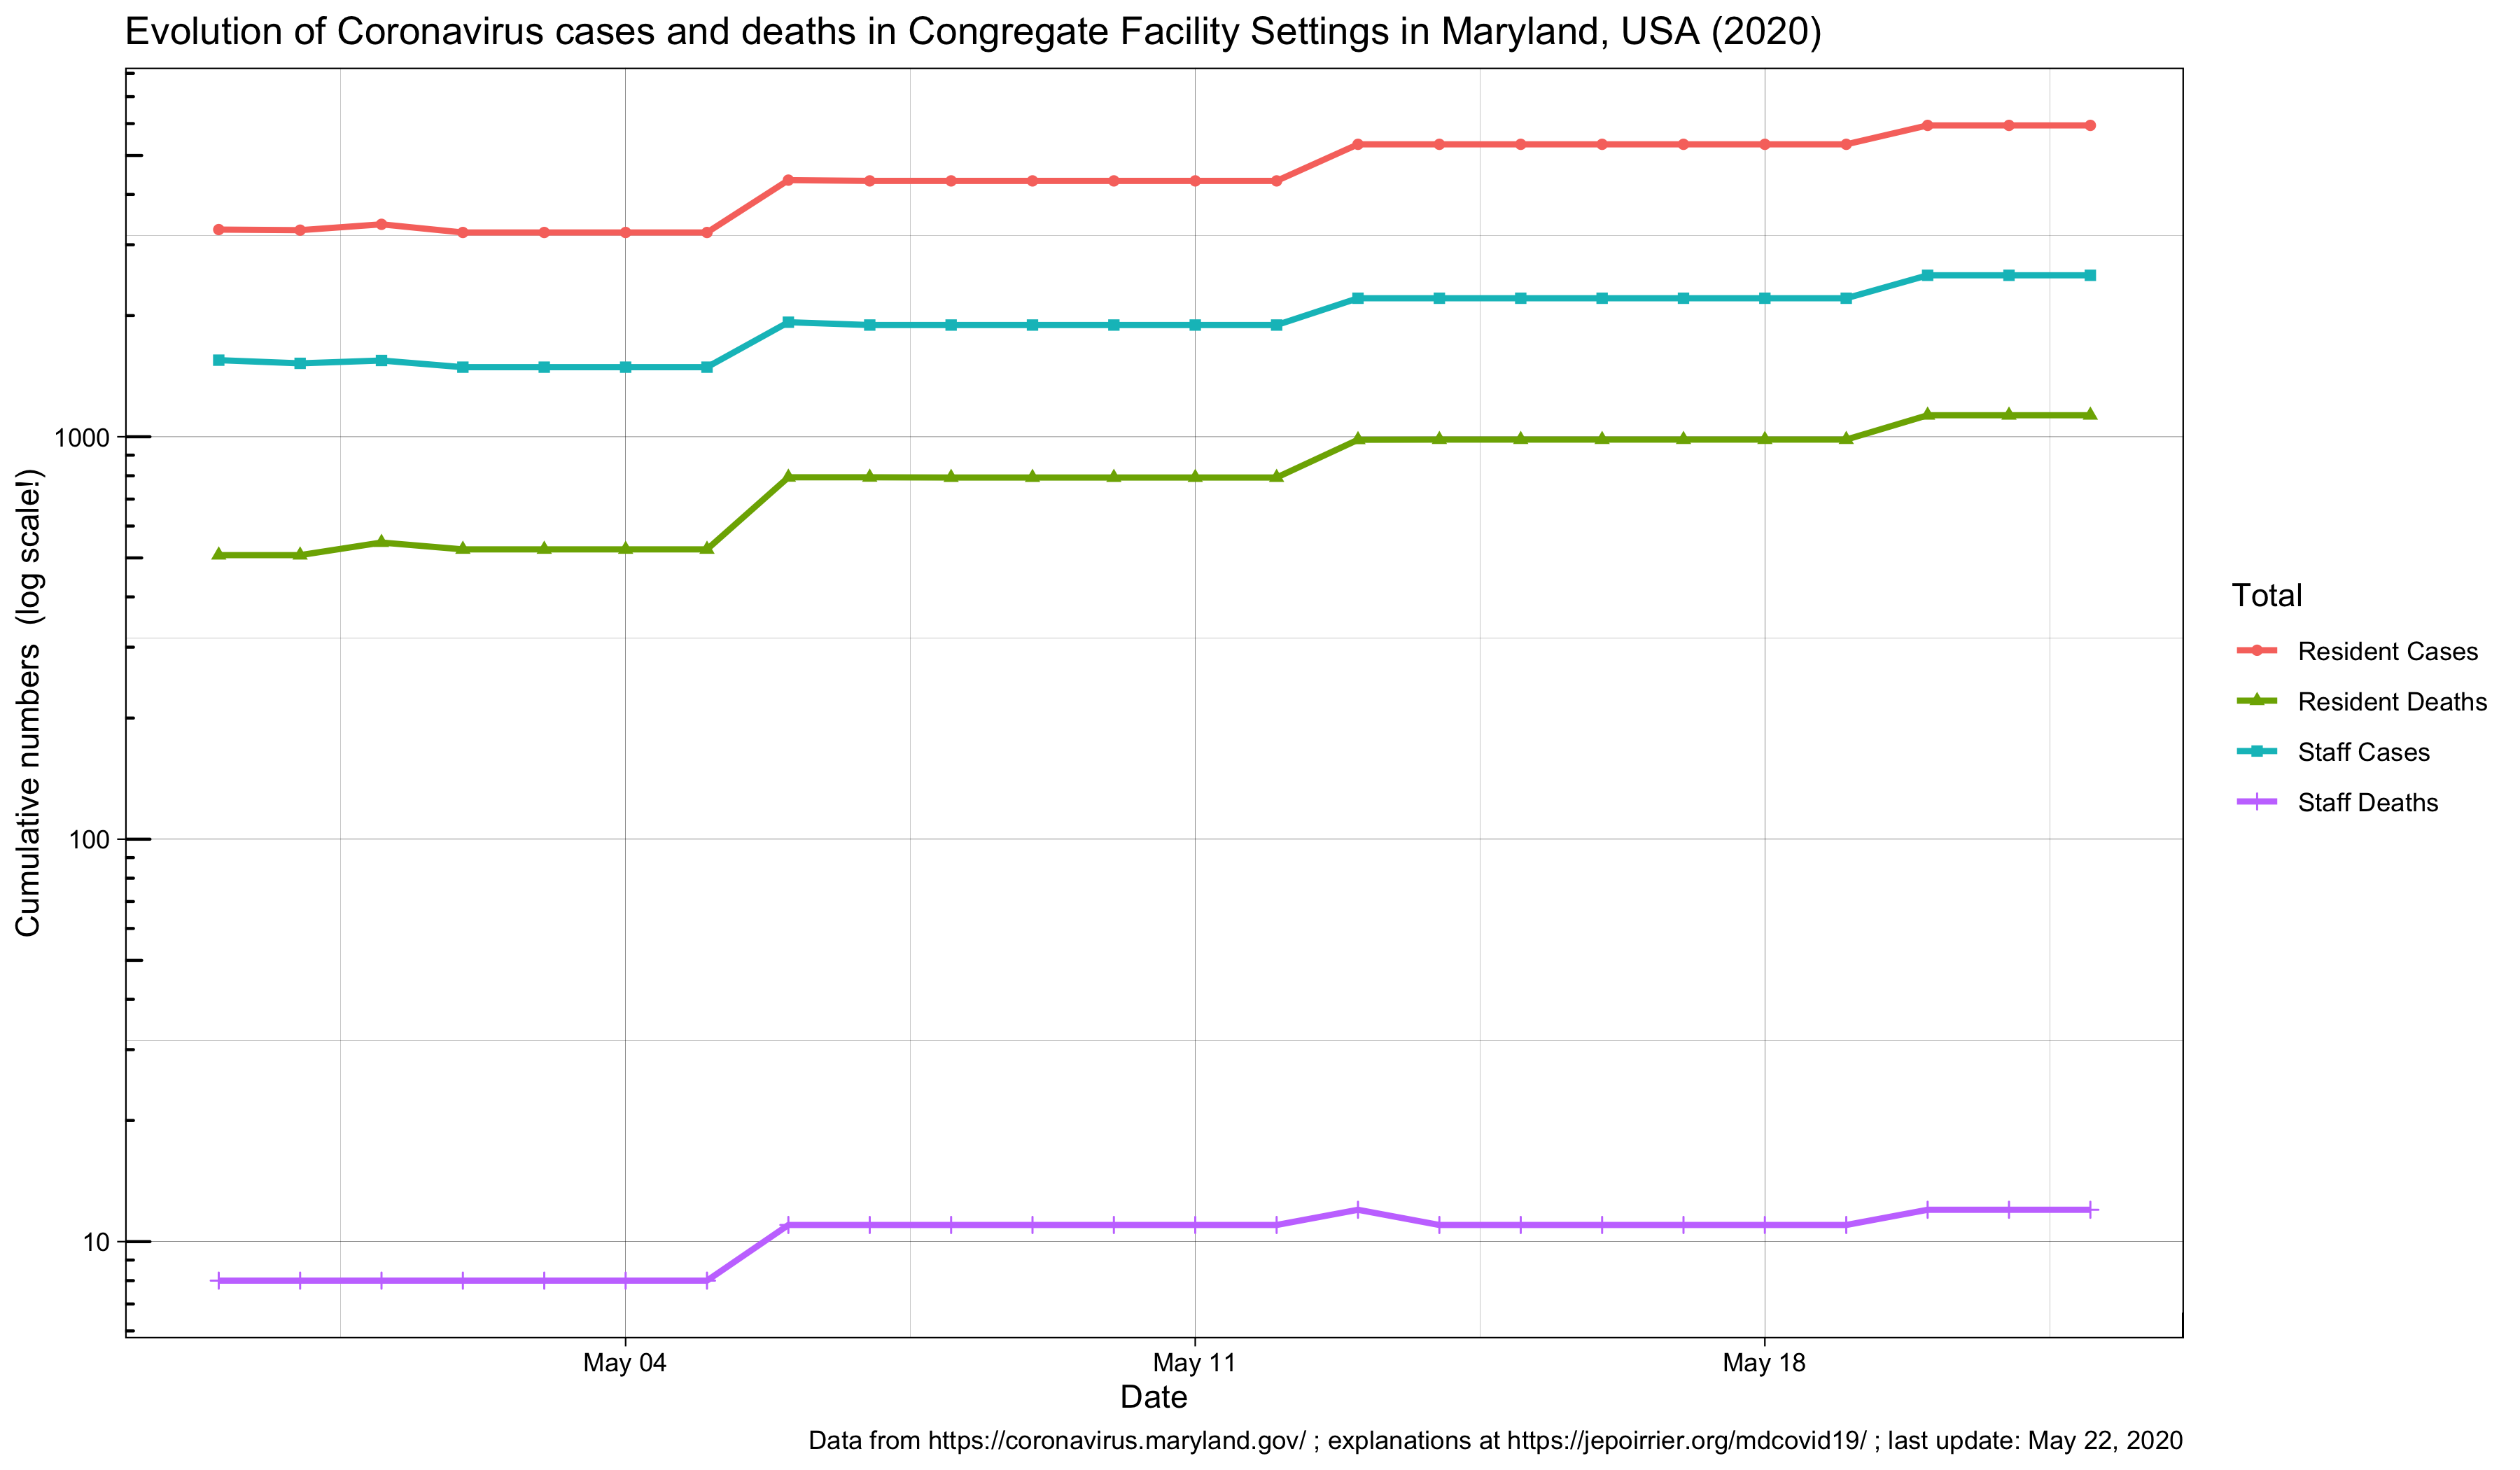 Evolution of Coronavirus cases and deaths in Congregate Facility Settings in Maryland, USA (2020)
Cumulative numbers  (log scale!)
1000
100
10
May 04
May 11
May 18
Date
Total
Resident Cases
Resident Deaths
Staff Cases
Staff Deaths
Data from https://coronavirus.maryland.gov/ ; explanations at https://jepoirrier.org/mdcovid19/ ; last update: May 22, 2020